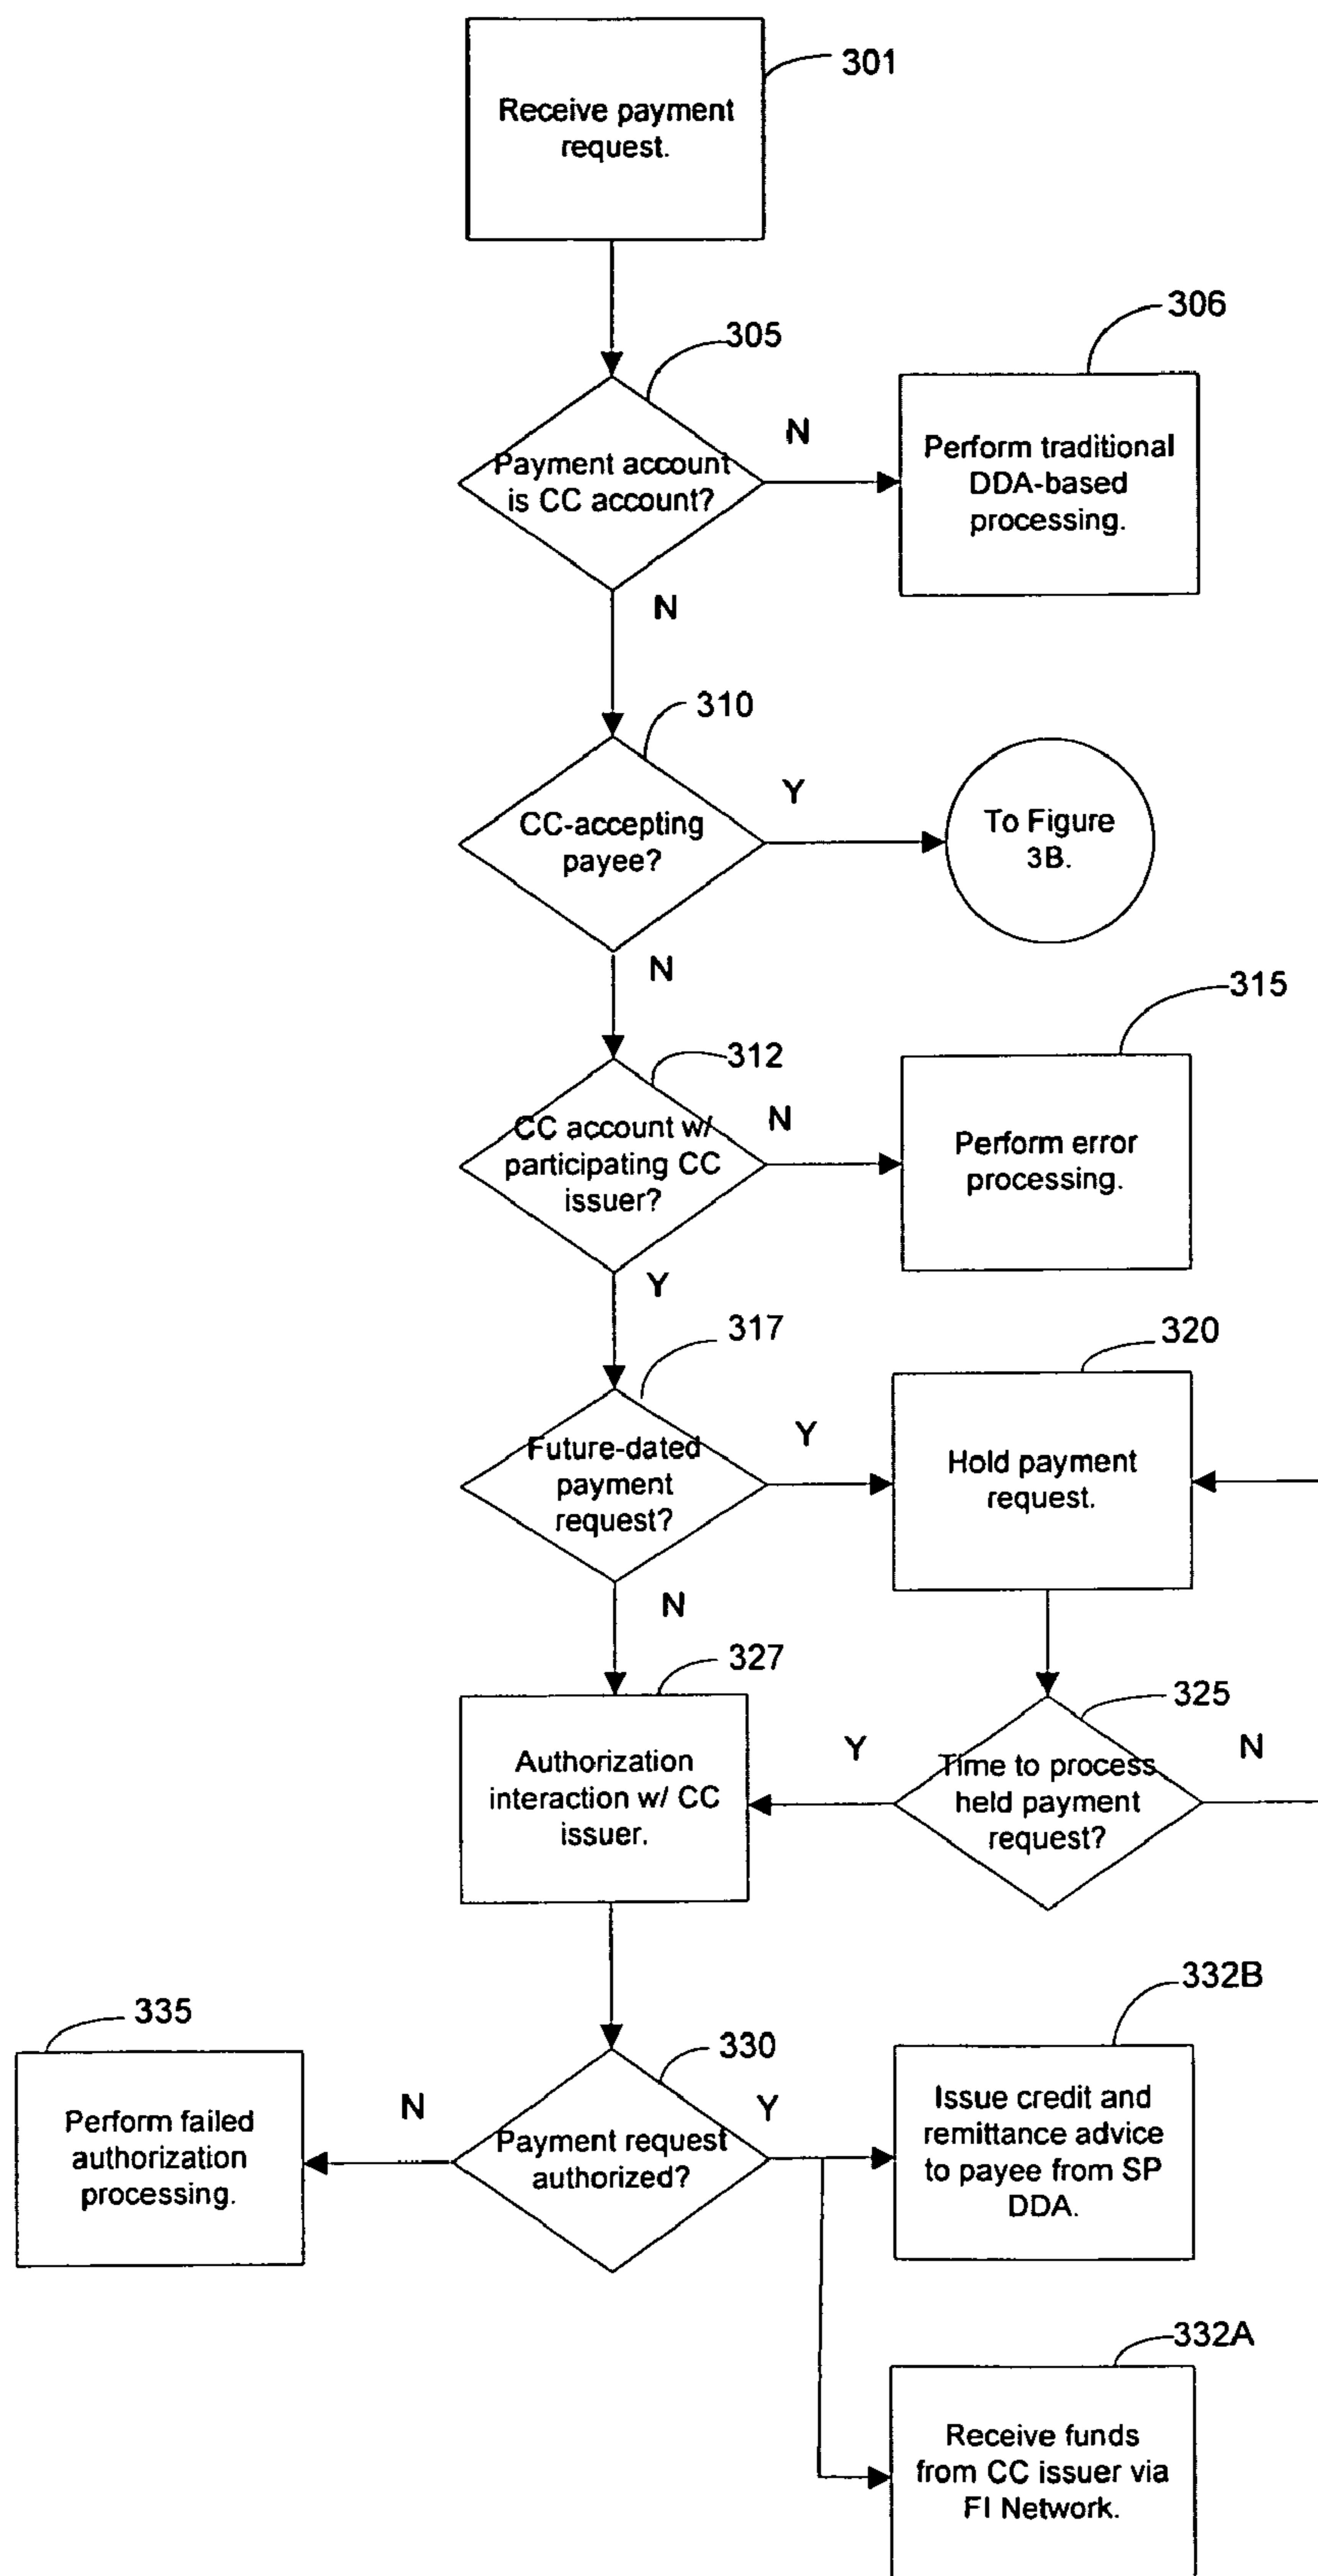 301
Receive payment
request.
305
306
Payment account
is CC account?
N
Perform traditional
DDA-based
processing.
N
310
CC-accepting
payee?
Y
To Figure
3B.
N
312
315
CC account w/
participating CC
issuer?
N
Perform error
processing.
Y
317
320
Future-dated
payment
request?
Y
Hold payment
request.
N
327
325
Authorization
interaction w/ CC
issuer.
Y
Time to process
held payment
request?
N
335
330
332B
Perform failed
authorization
processing.
N
Payment request
authorized?
Y
Issue credit and
remittance advice
to payee from SP
DDA.
332A
Receive funds
from CC issuer via
FI Network.